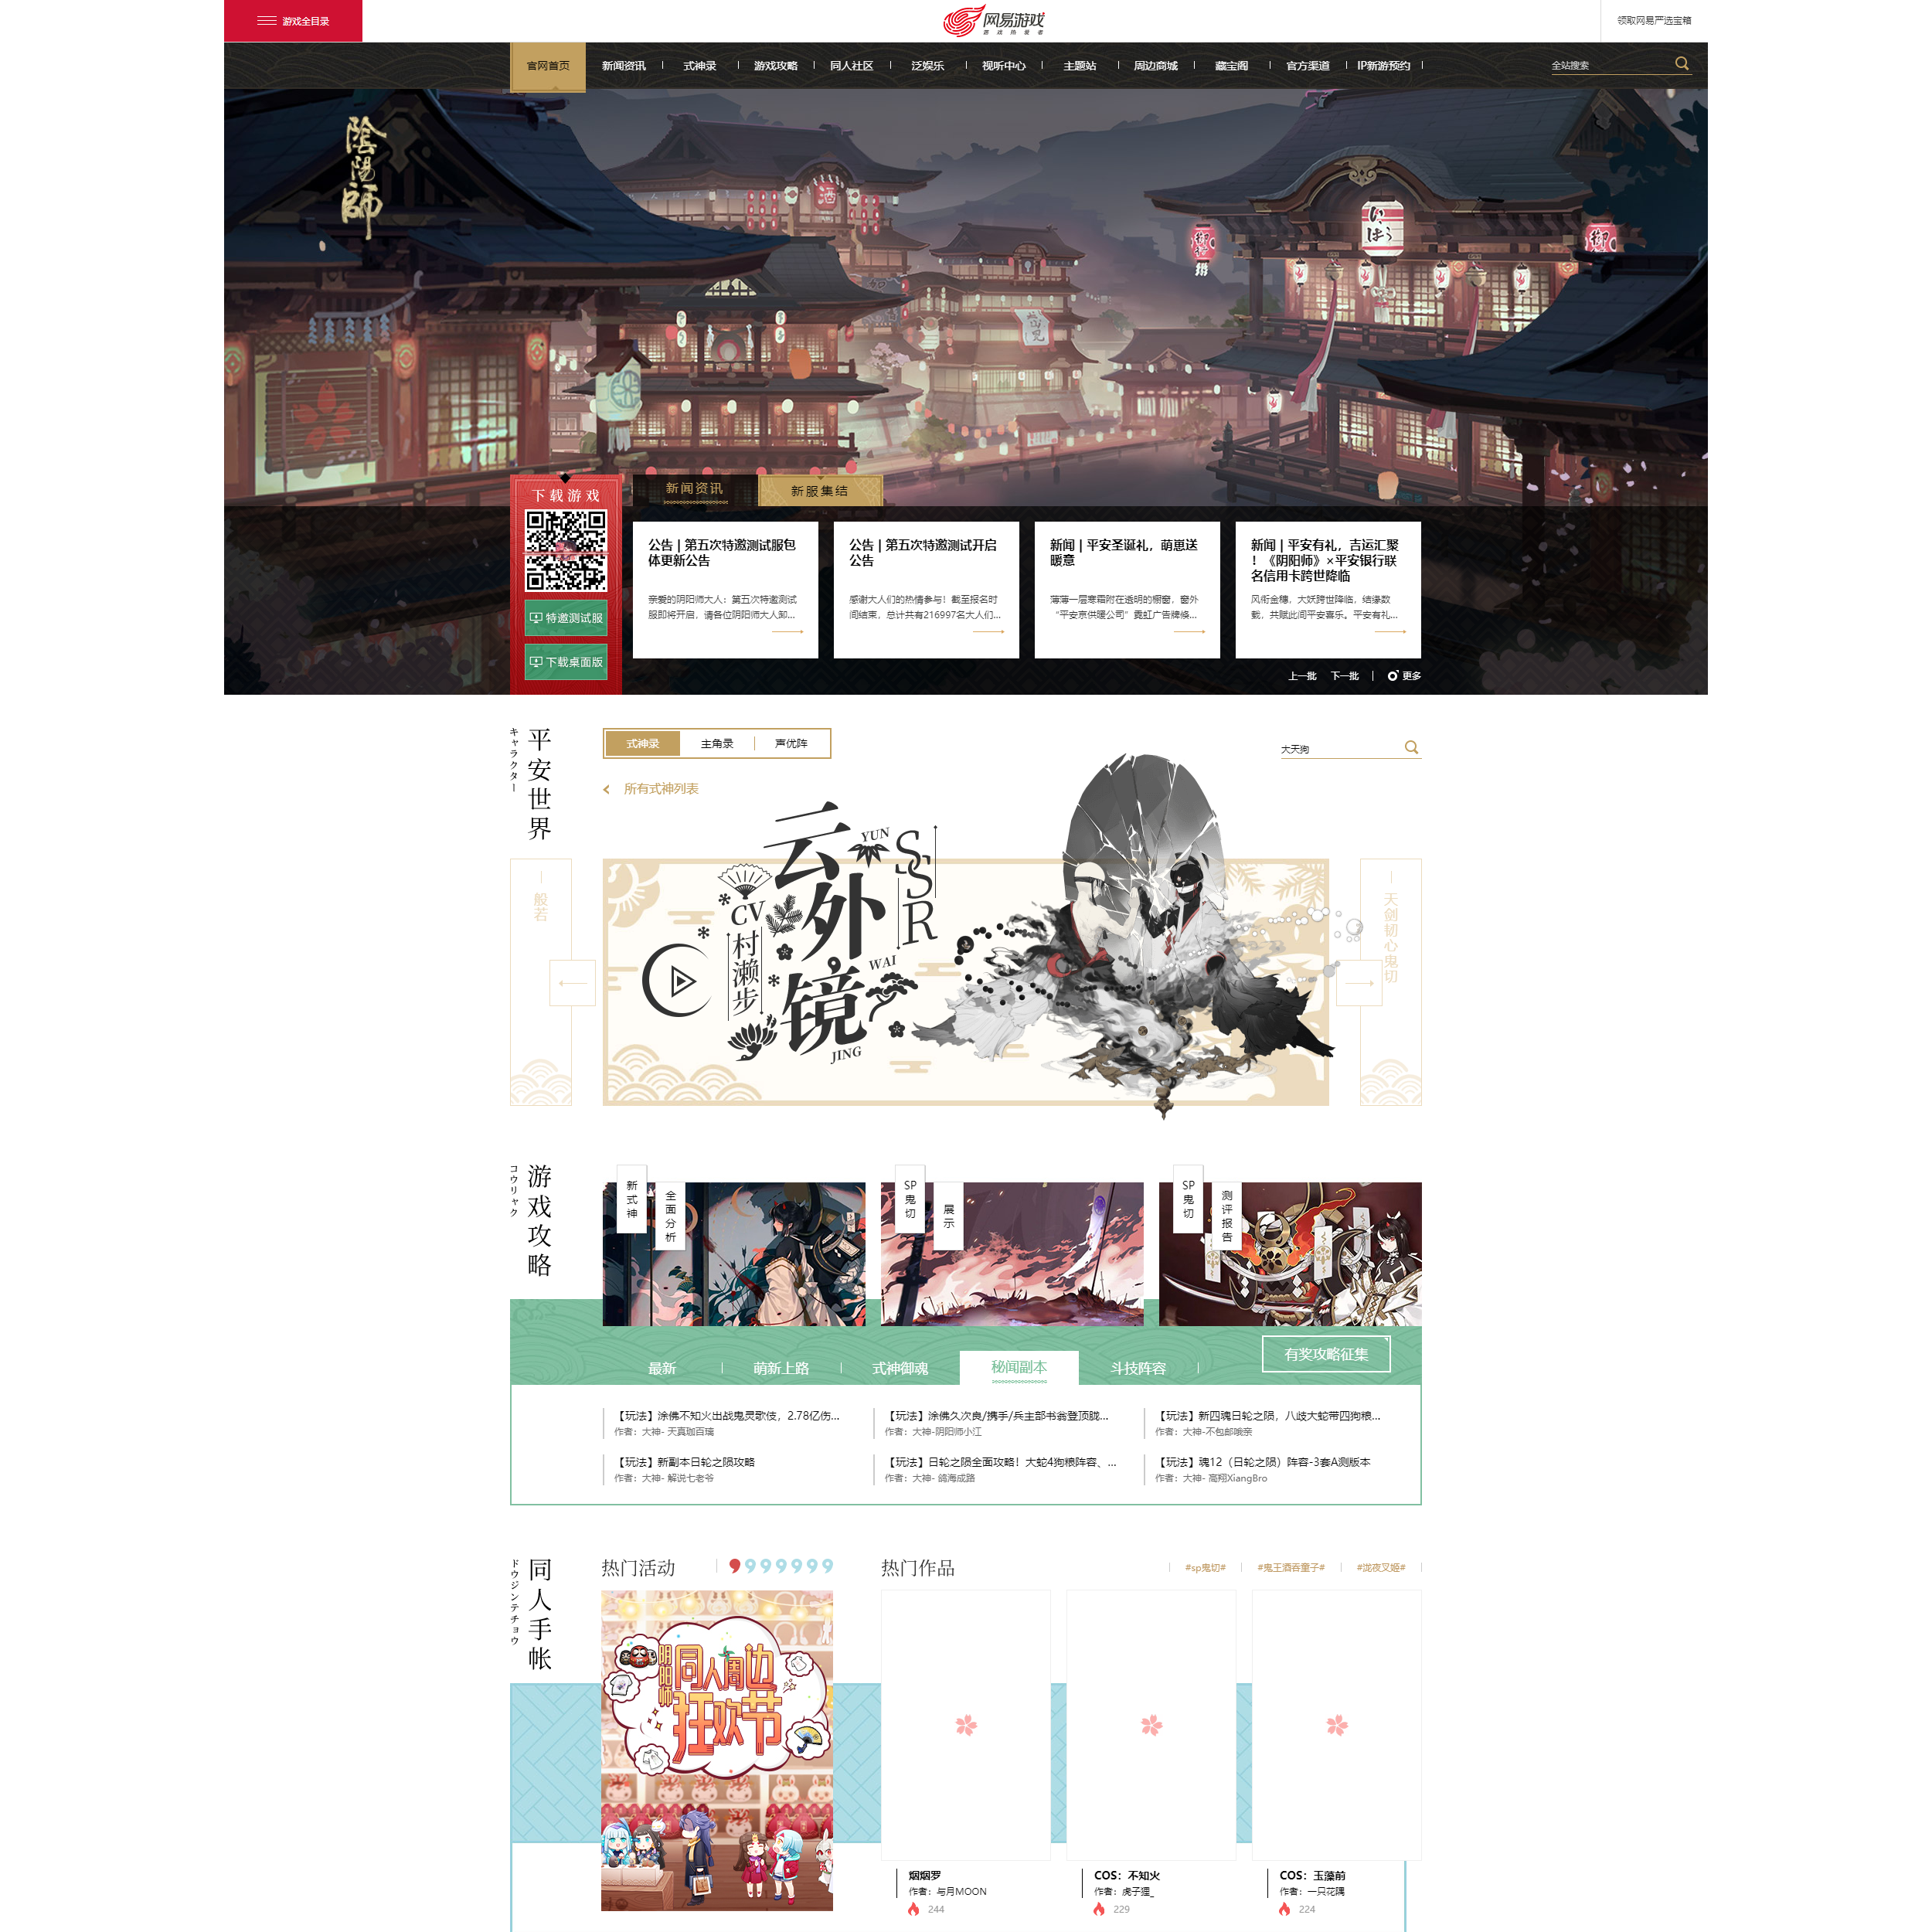 游戏全目录
网易游戏
游戏热爱者
领取网易严选宝箱
官网首页
新闻资讯
式神录
游戏攻略
同人社区
泛娱乐
视听中心
主题站
周边商城
藏宝阁
官方渠道
IP新游预约
全站搜索
陰陽師
酒
御
下载游戏
特邀测试服
下载桌面版
新闻资讯
新服集结
公告 | 第五次特邀测试服包
体更新公告
亲爱的阴阳师大人：第五次特邀测试
服即将开启，请各位阴阳师大人卸...
公告 | 第五次特邀测试开启
公告
感谢大人们的热情参与！截至报名时
间结束，总计共有216997名大人们...
新闻 | 平安圣诞礼，萌崽送
暖意
薄薄一层寒霜附在透明的橱窗，窗外
“平安京供暖公司”霓虹广告牌倏...
新闻 | 平安有礼，吉运汇聚
！《阴阳师》×平安银行联
名信用卡跨世降临
风衔金穗，大妖跨世降临，结缘数
载，共赋此间平安喜乐。平安有礼...
上一批
下一批
更多
平安世界
キャラクター
式神录
主角录
声优阵
大天狗
所有式神列表
般若
云外镜
YUN
WAI
JING
SSR
CV
村濑步
天剑韧心鬼切
游戏攻略
コウリャク
新式神
全面分析
SP鬼切
展示
SP鬼切
测评报告
最新
萌新上路
式神御魂
秘闻副本
斗技阵容
有奖攻略征集
【玩法】涂佛不知火出战鬼灵歌伎，2.78亿伤...
作者：大神- 天真珈百璃
【玩法】涂佛久次良/携手/兵主部书翁登顶胧...
作者：大神-阴阳师小江
【玩法】新四魂日轮之陨，八歧大蛇带四狗粮...
作者：大神-不包邮哦亲
【玩法】新副本日轮之陨攻略
作者：大神- 解说七老爷
【玩法】日轮之陨全面攻略！大蛇4狗粮阵容、...
作者：大神- 鸽海成路
【玩法】魂12（日轮之陨）阵容-3套A测版本
作者：大神- 高翔XiangBro
同人手帐
ドウジンテチョウ
热门活动
热门作品
#sp鬼切#
#鬼王酒吞童子#
#泷夜叉姬#
阴阳师
同人周边
狂欢节
烟烟罗
作者：与月MOON
244
COS：不知火
作者：虎子狸_
229
COS：玉藻前
作者：一只花隅
224